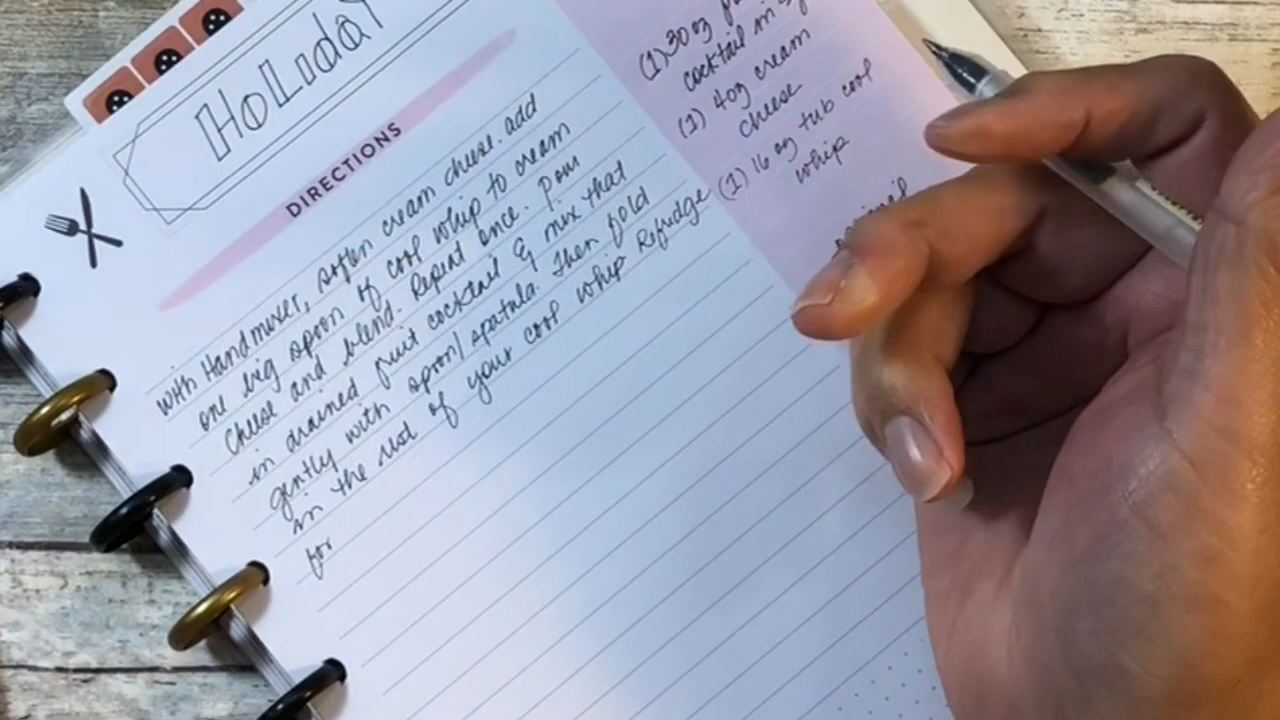 HoLiday
DIRECTIONS
with Handmixer, soften cream cheese. add
one big spoon of cool whip to cream
cheese and blend. Repeat once. Pour
in drained fruit cocktail & mix that
gently with spoon/spatula. Then fold
in the rest of your cool whip Refridge
for
(1) 30 oz
cocktail in
(1) 4oz cream
cheese
(1) 16 oz tub cool
whip